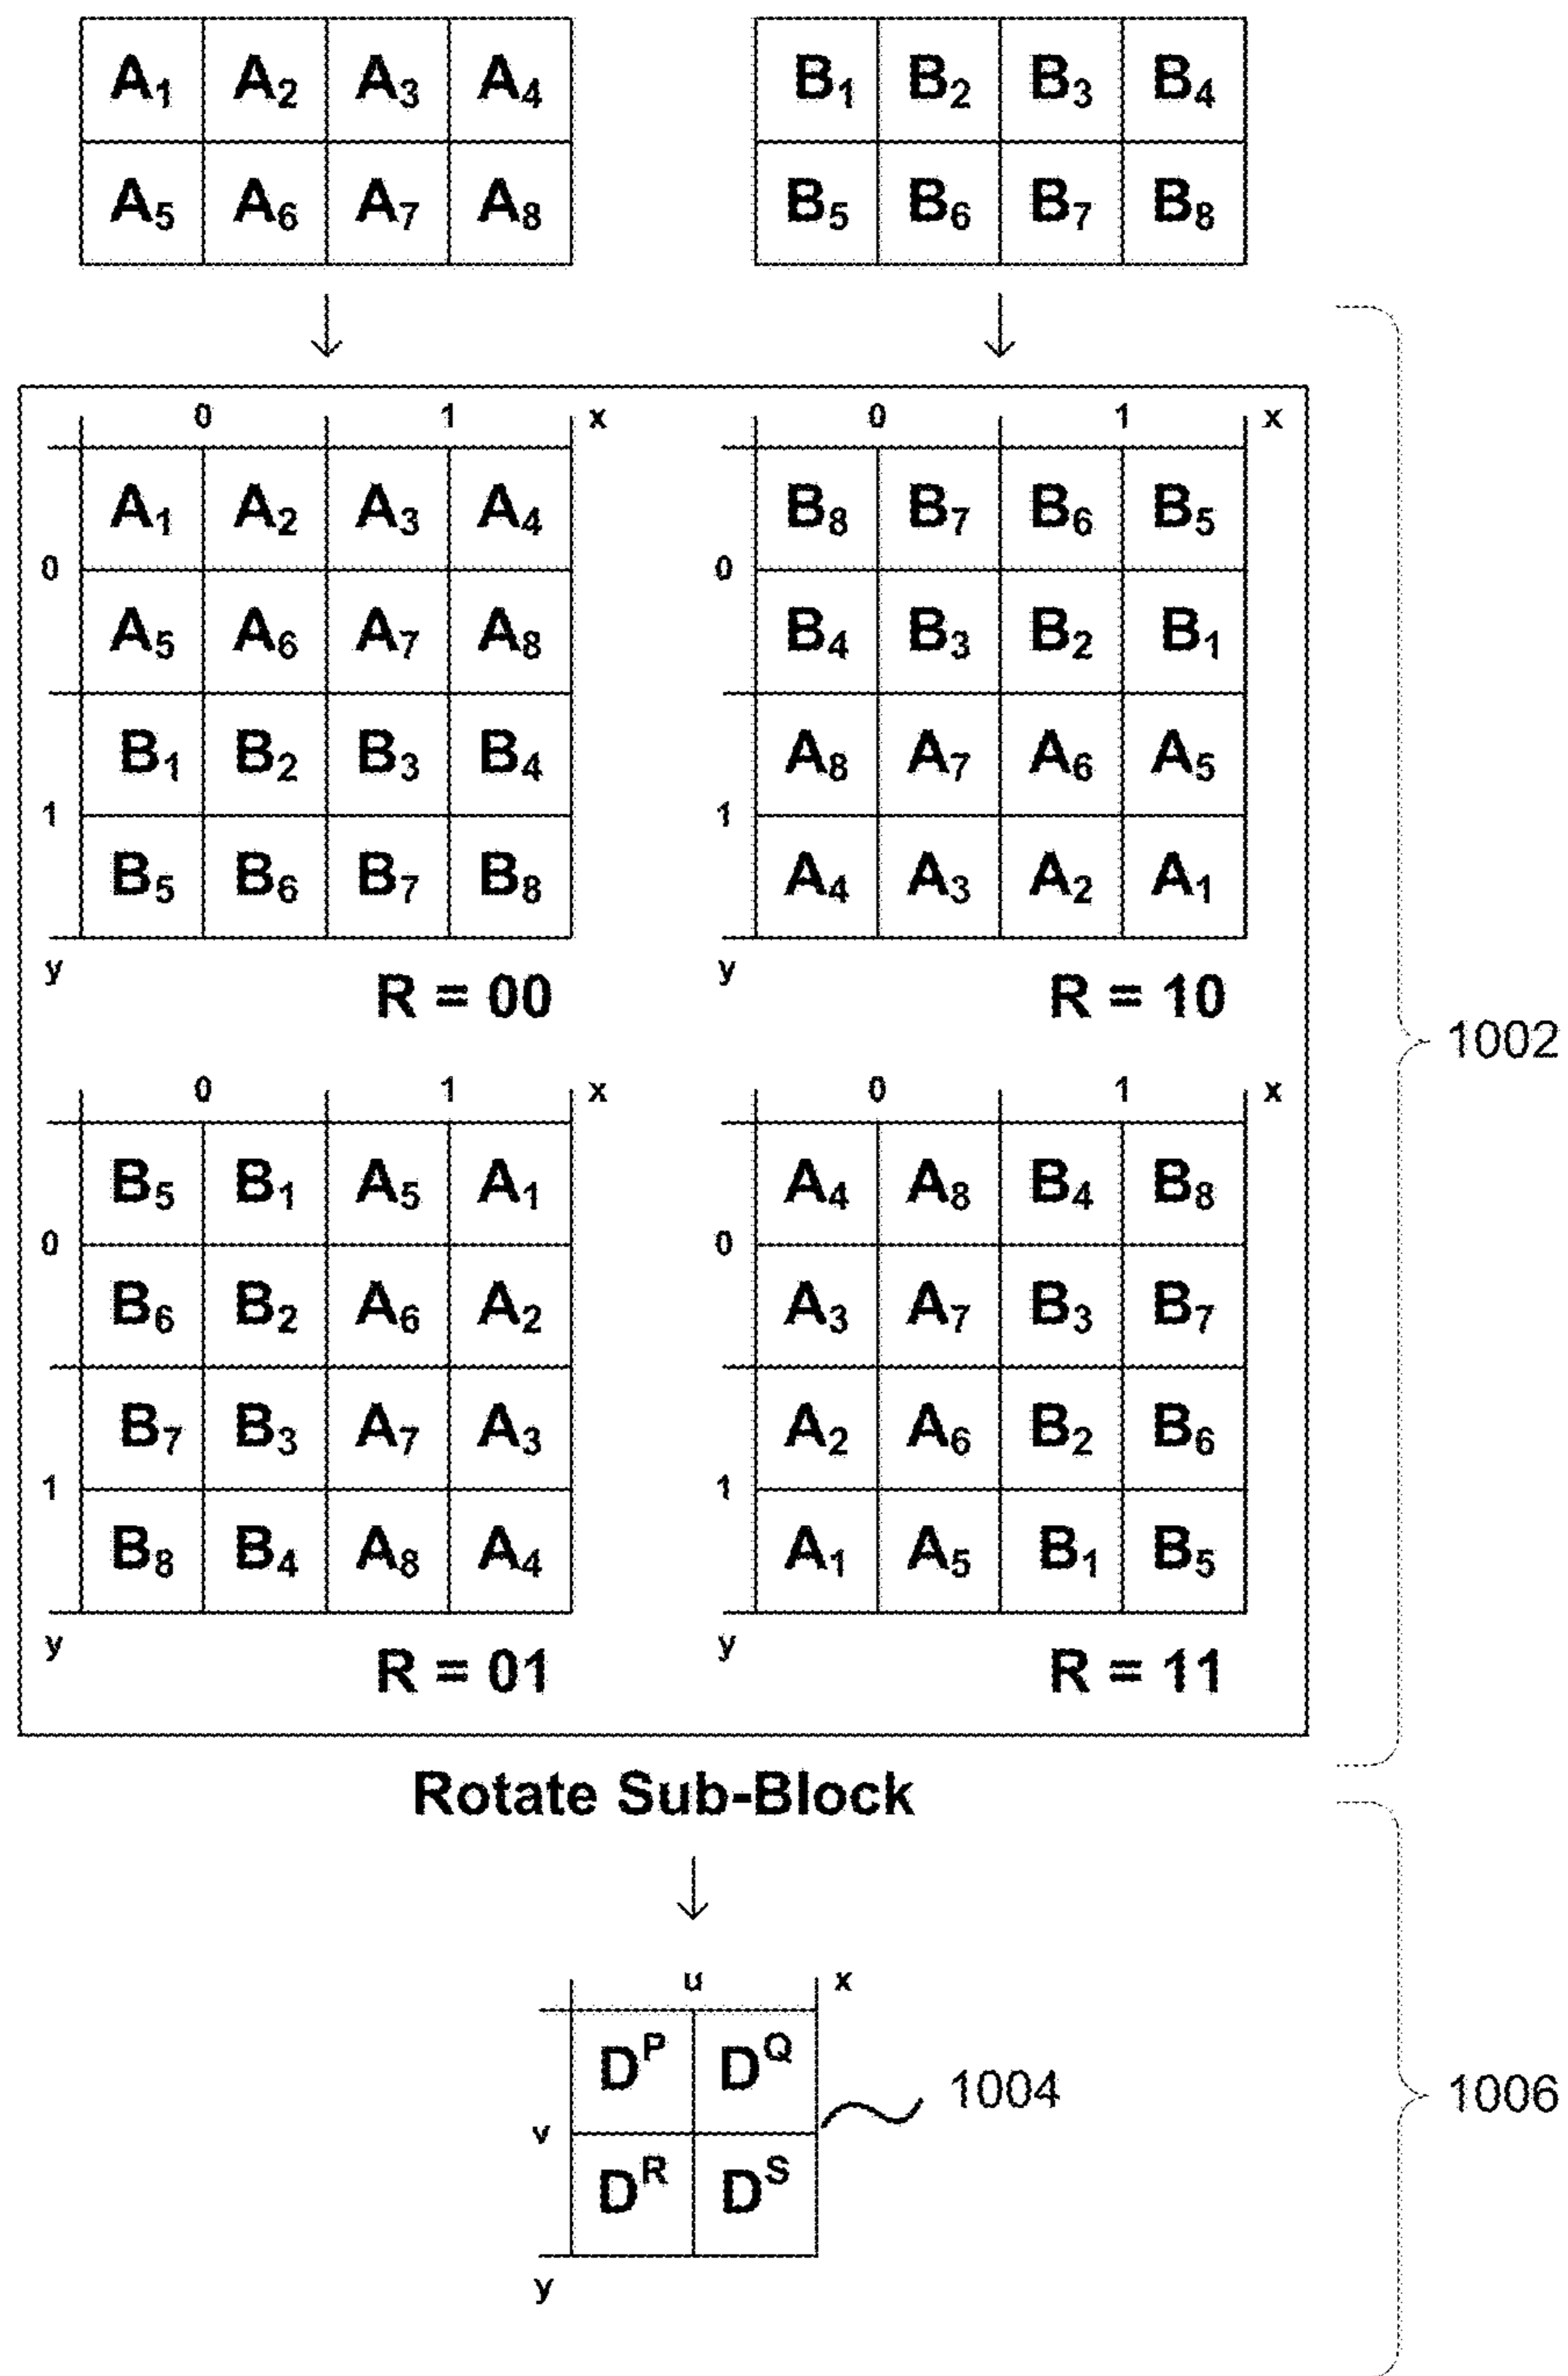 A1 A2 A3 A4 B1 B2 B3 B4
A5 A6 A7 A8 B5 B6 B7 B8
0 1 x 0 1 x
A1 A2 A3 A4 B8 B7 B6 B5
0 0
A5 A6 A7 A8 B4 B3 B2 B1
B1 B2 B3 B4 A8 A7 A6 A5
1 1
B5 B6 B7 B8 A4 A3 A2 A1
y y
R = 00 R = 10
1002
0 1 x 0 1 x
B5 B1 A5 A1 A4 A8 B4 B8
0 0
B6 B2 A6 A2 A3 A7 B3 B7
B7 B3 A7 A3 A2 A6 B2 B6
1 1
B8 B4 A8 A4 A1 A5 B1 B5
y y
R = 01 R = 11
Rotate Sub-Block
u x
DP DQ
1004
1006
v
DR DS
y